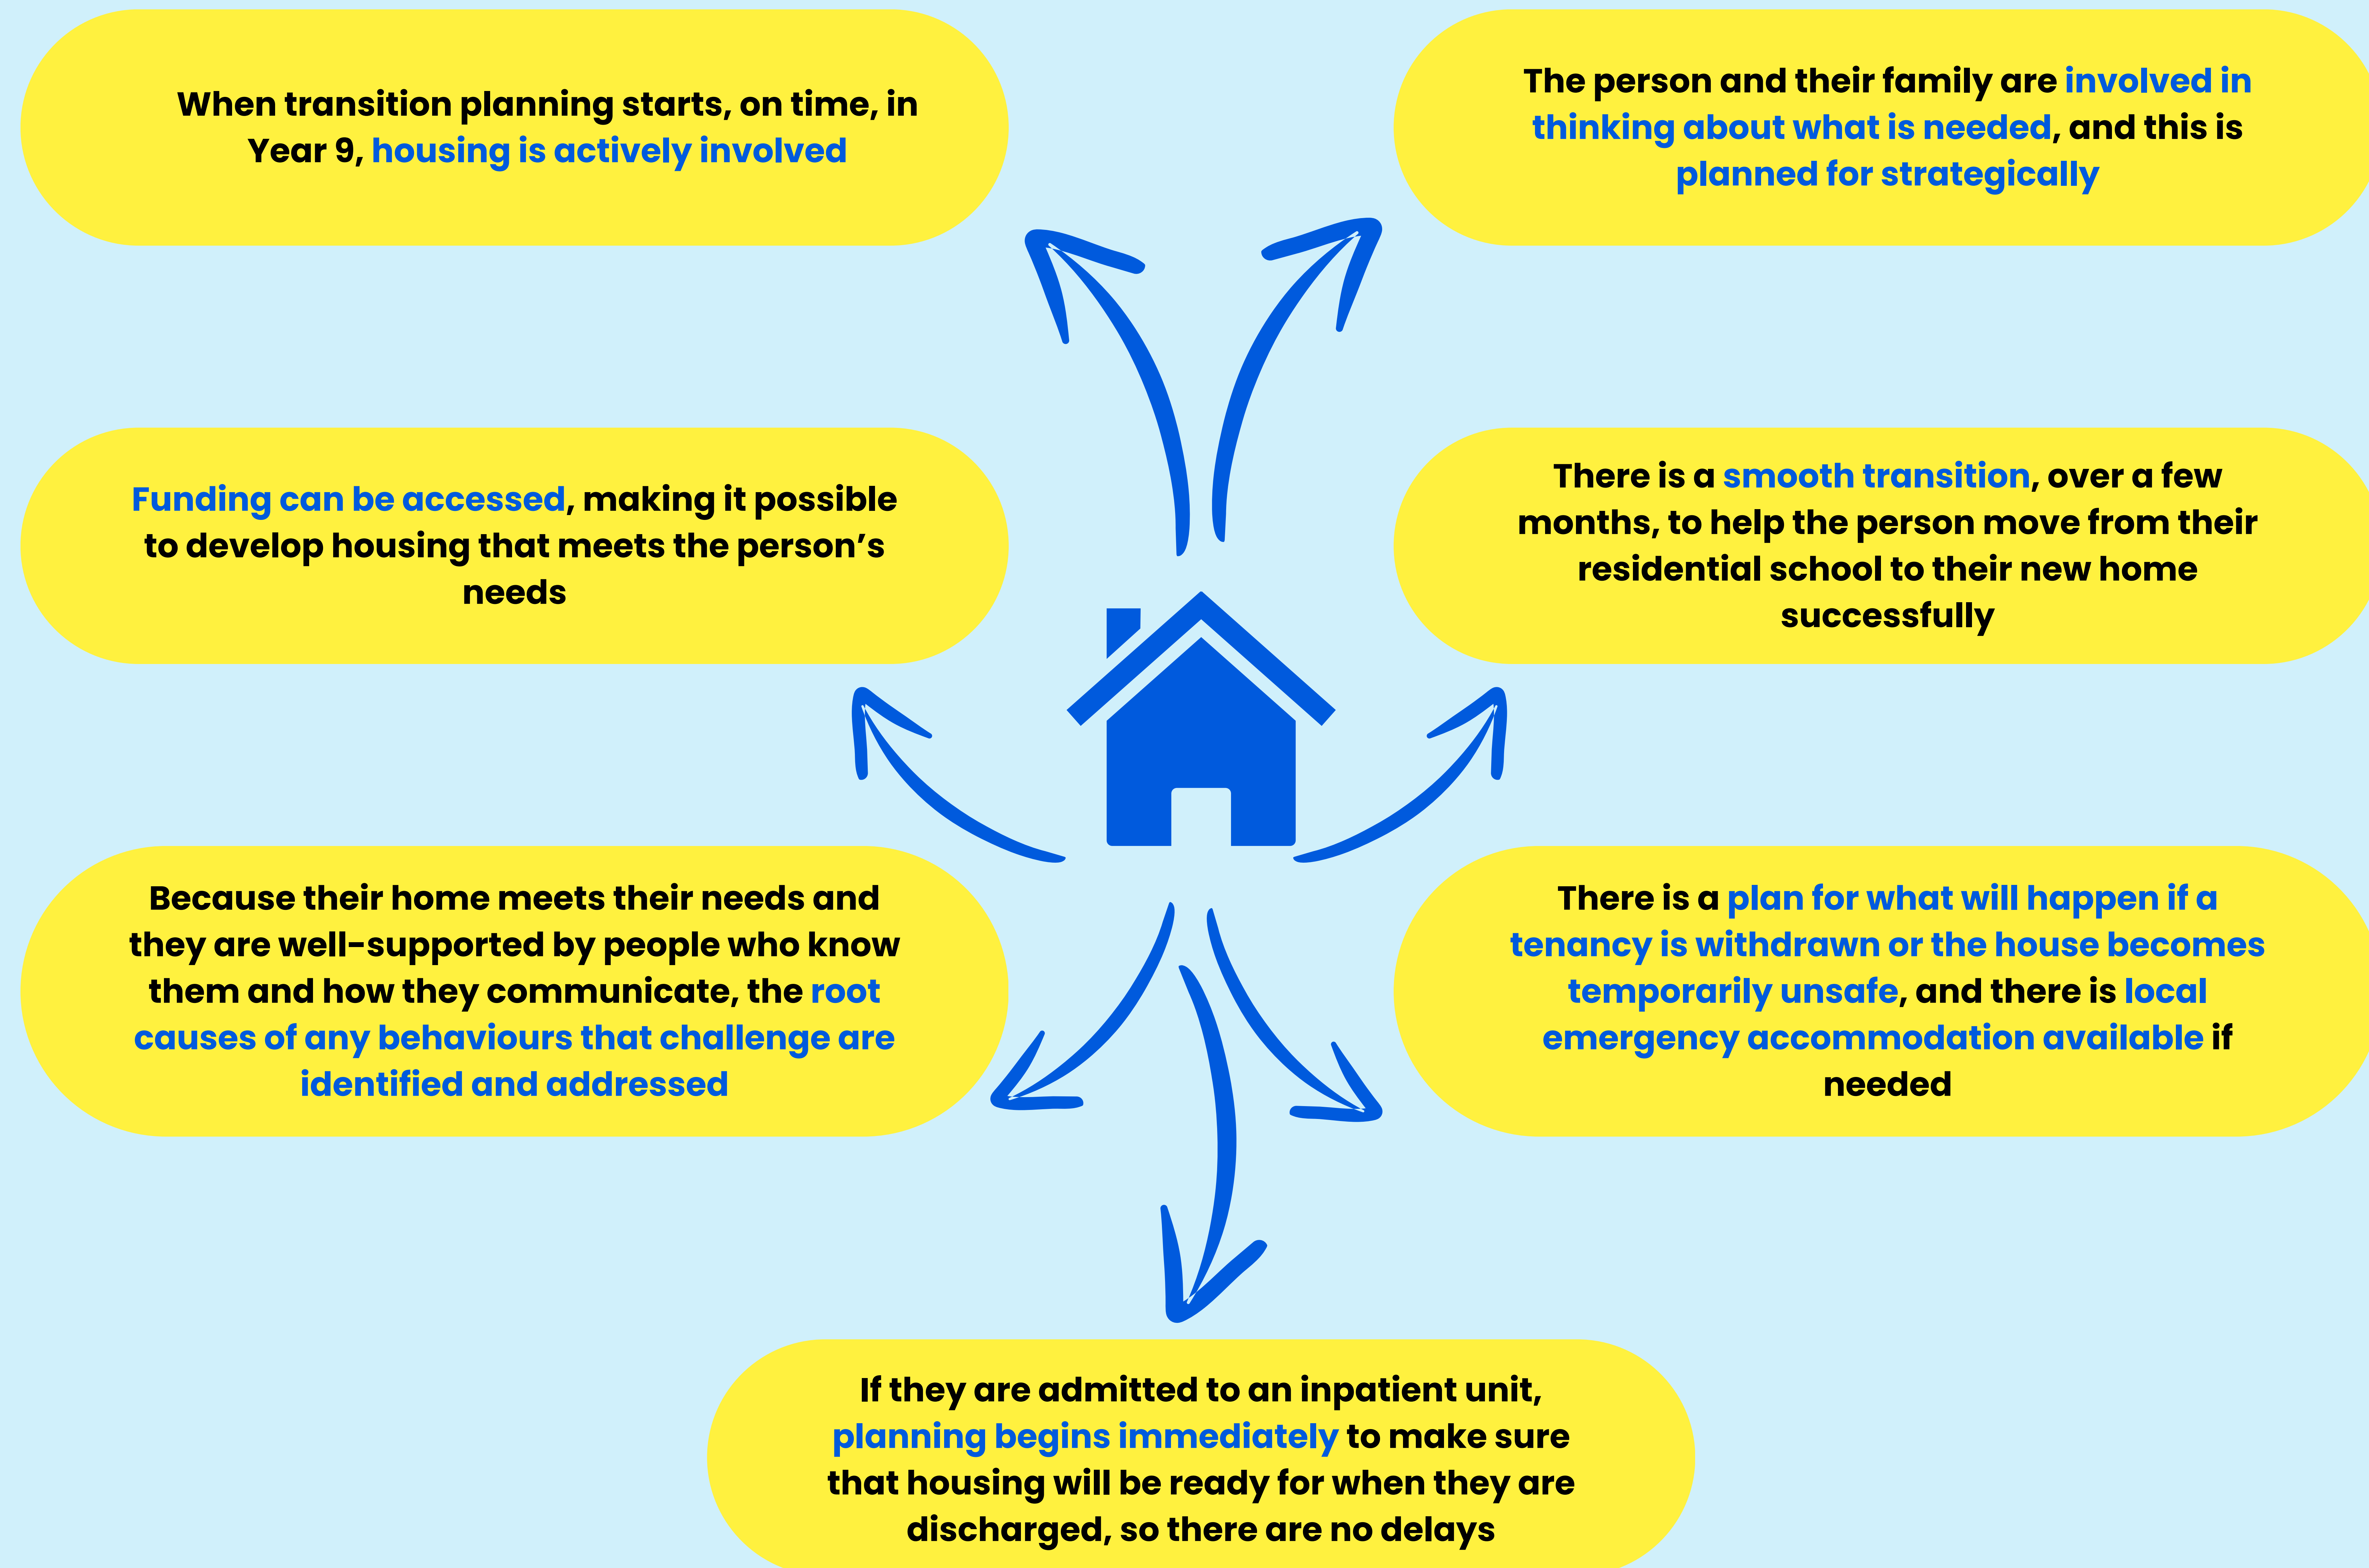 When transition planning starts, on time, in
Year 9, housing is actively involved
The person and their family are involved in
thinking about what is needed, and this is
planned for strategically
Funding can be accessed, making it possible
to develop housing that meets the person’s
needs
There is a smooth transition, over a few
months, to help the person move from their
residential school to their new home
successfully
Because their home meets their needs and
they are well-supported by people who know
them and how they communicate, the root
causes of any behaviours that challenge are
identified and addressed
There is a plan for what will happen if a
tenancy is withdrawn or the house becomes
temporarily unsafe, and there is local
emergency accommodation available if
needed
If they are admitted to an inpatient unit,
planning begins immediately to make sure
that housing will be ready for when they are
discharged, so there are no delays